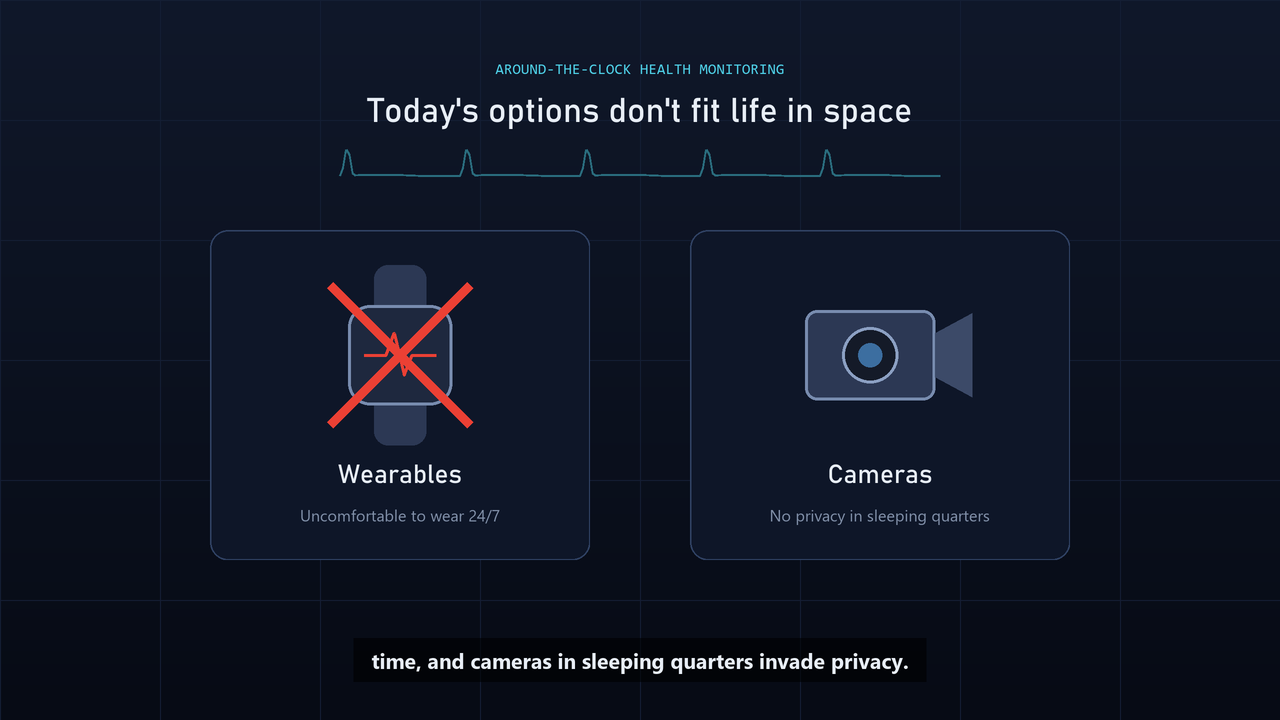 AROUND-THE-CLOCK HEALTH MONITORING
Today's options don't fit life in space
Wearables
Uncomfortable to wear 24/7
Cameras
No privacy in sleeping quarters
time, and cameras in sleeping quarters invade privacy.